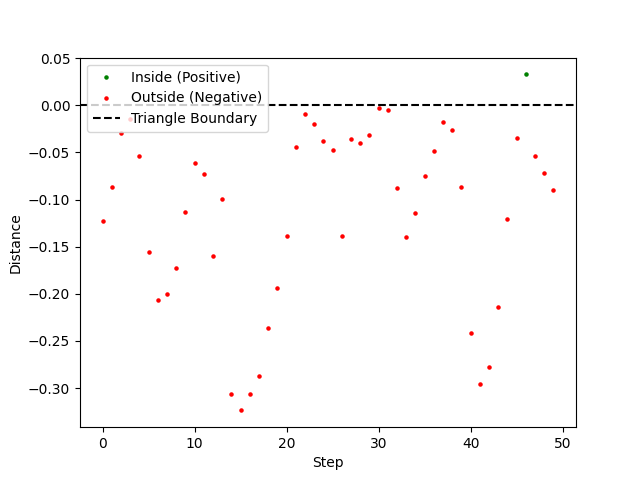 Inside (Positive)
Outside (Negative)
Triangle Boundary
Distance
0.05
0.00
−0.05
−0.10
−0.15
−0.20
−0.25
−0.30
0 10 20 30 40 50
Step